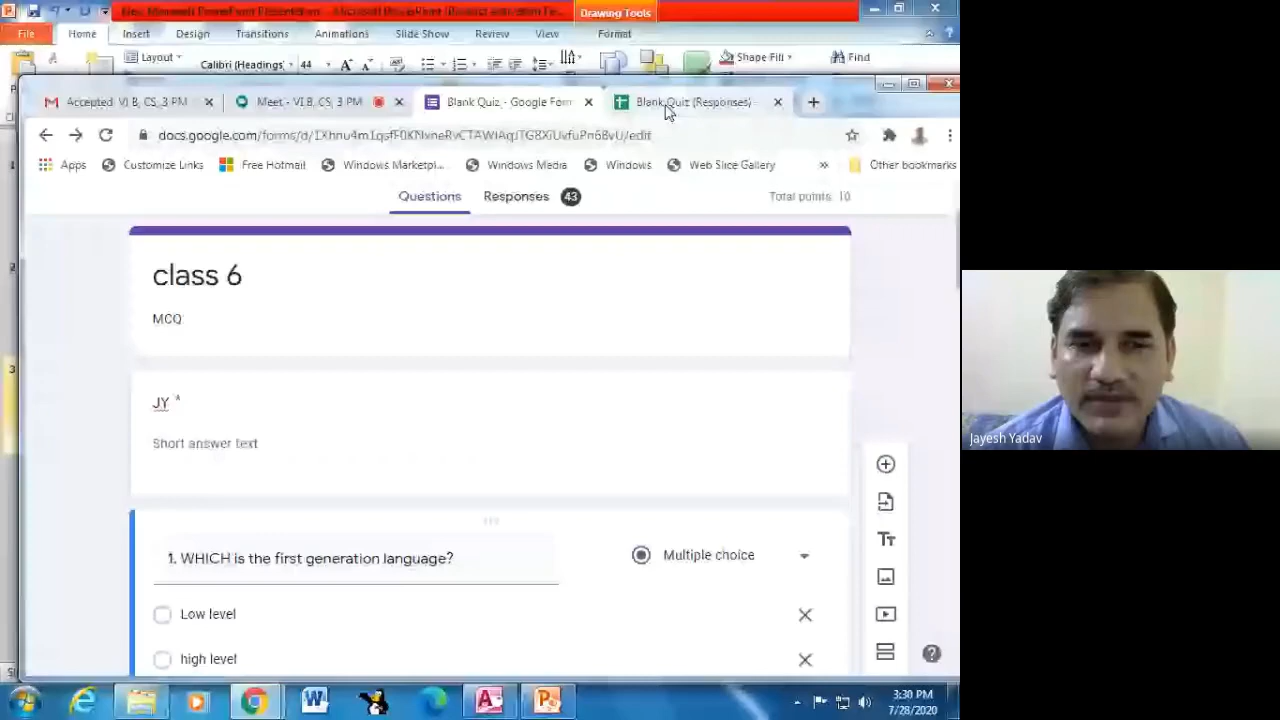 Drawing Tools
File Home Insert Design Transitions Animations Slide Show Review View Format
Layout Calibri (Headings) 44 Shape Fill Find
Accepted: VI B, CS, 3 PM Meet - VI B, CS, 3 PM Blank Quiz - Google Form Blank Quiz (Responses) -
Apps Customize Links Free Hotmail Windows Marketpl... Windows Media Windows Web Slice Gallery » Other bookmarks
Questions Responses 43 Total points: 10
class 6
MCQ
JY *
Short answer text
1. WHICH is the first generation language? Multiple choice
Low level
high level
Jayesh Yadav
1
2
3
3:30 PM
7/28/2020